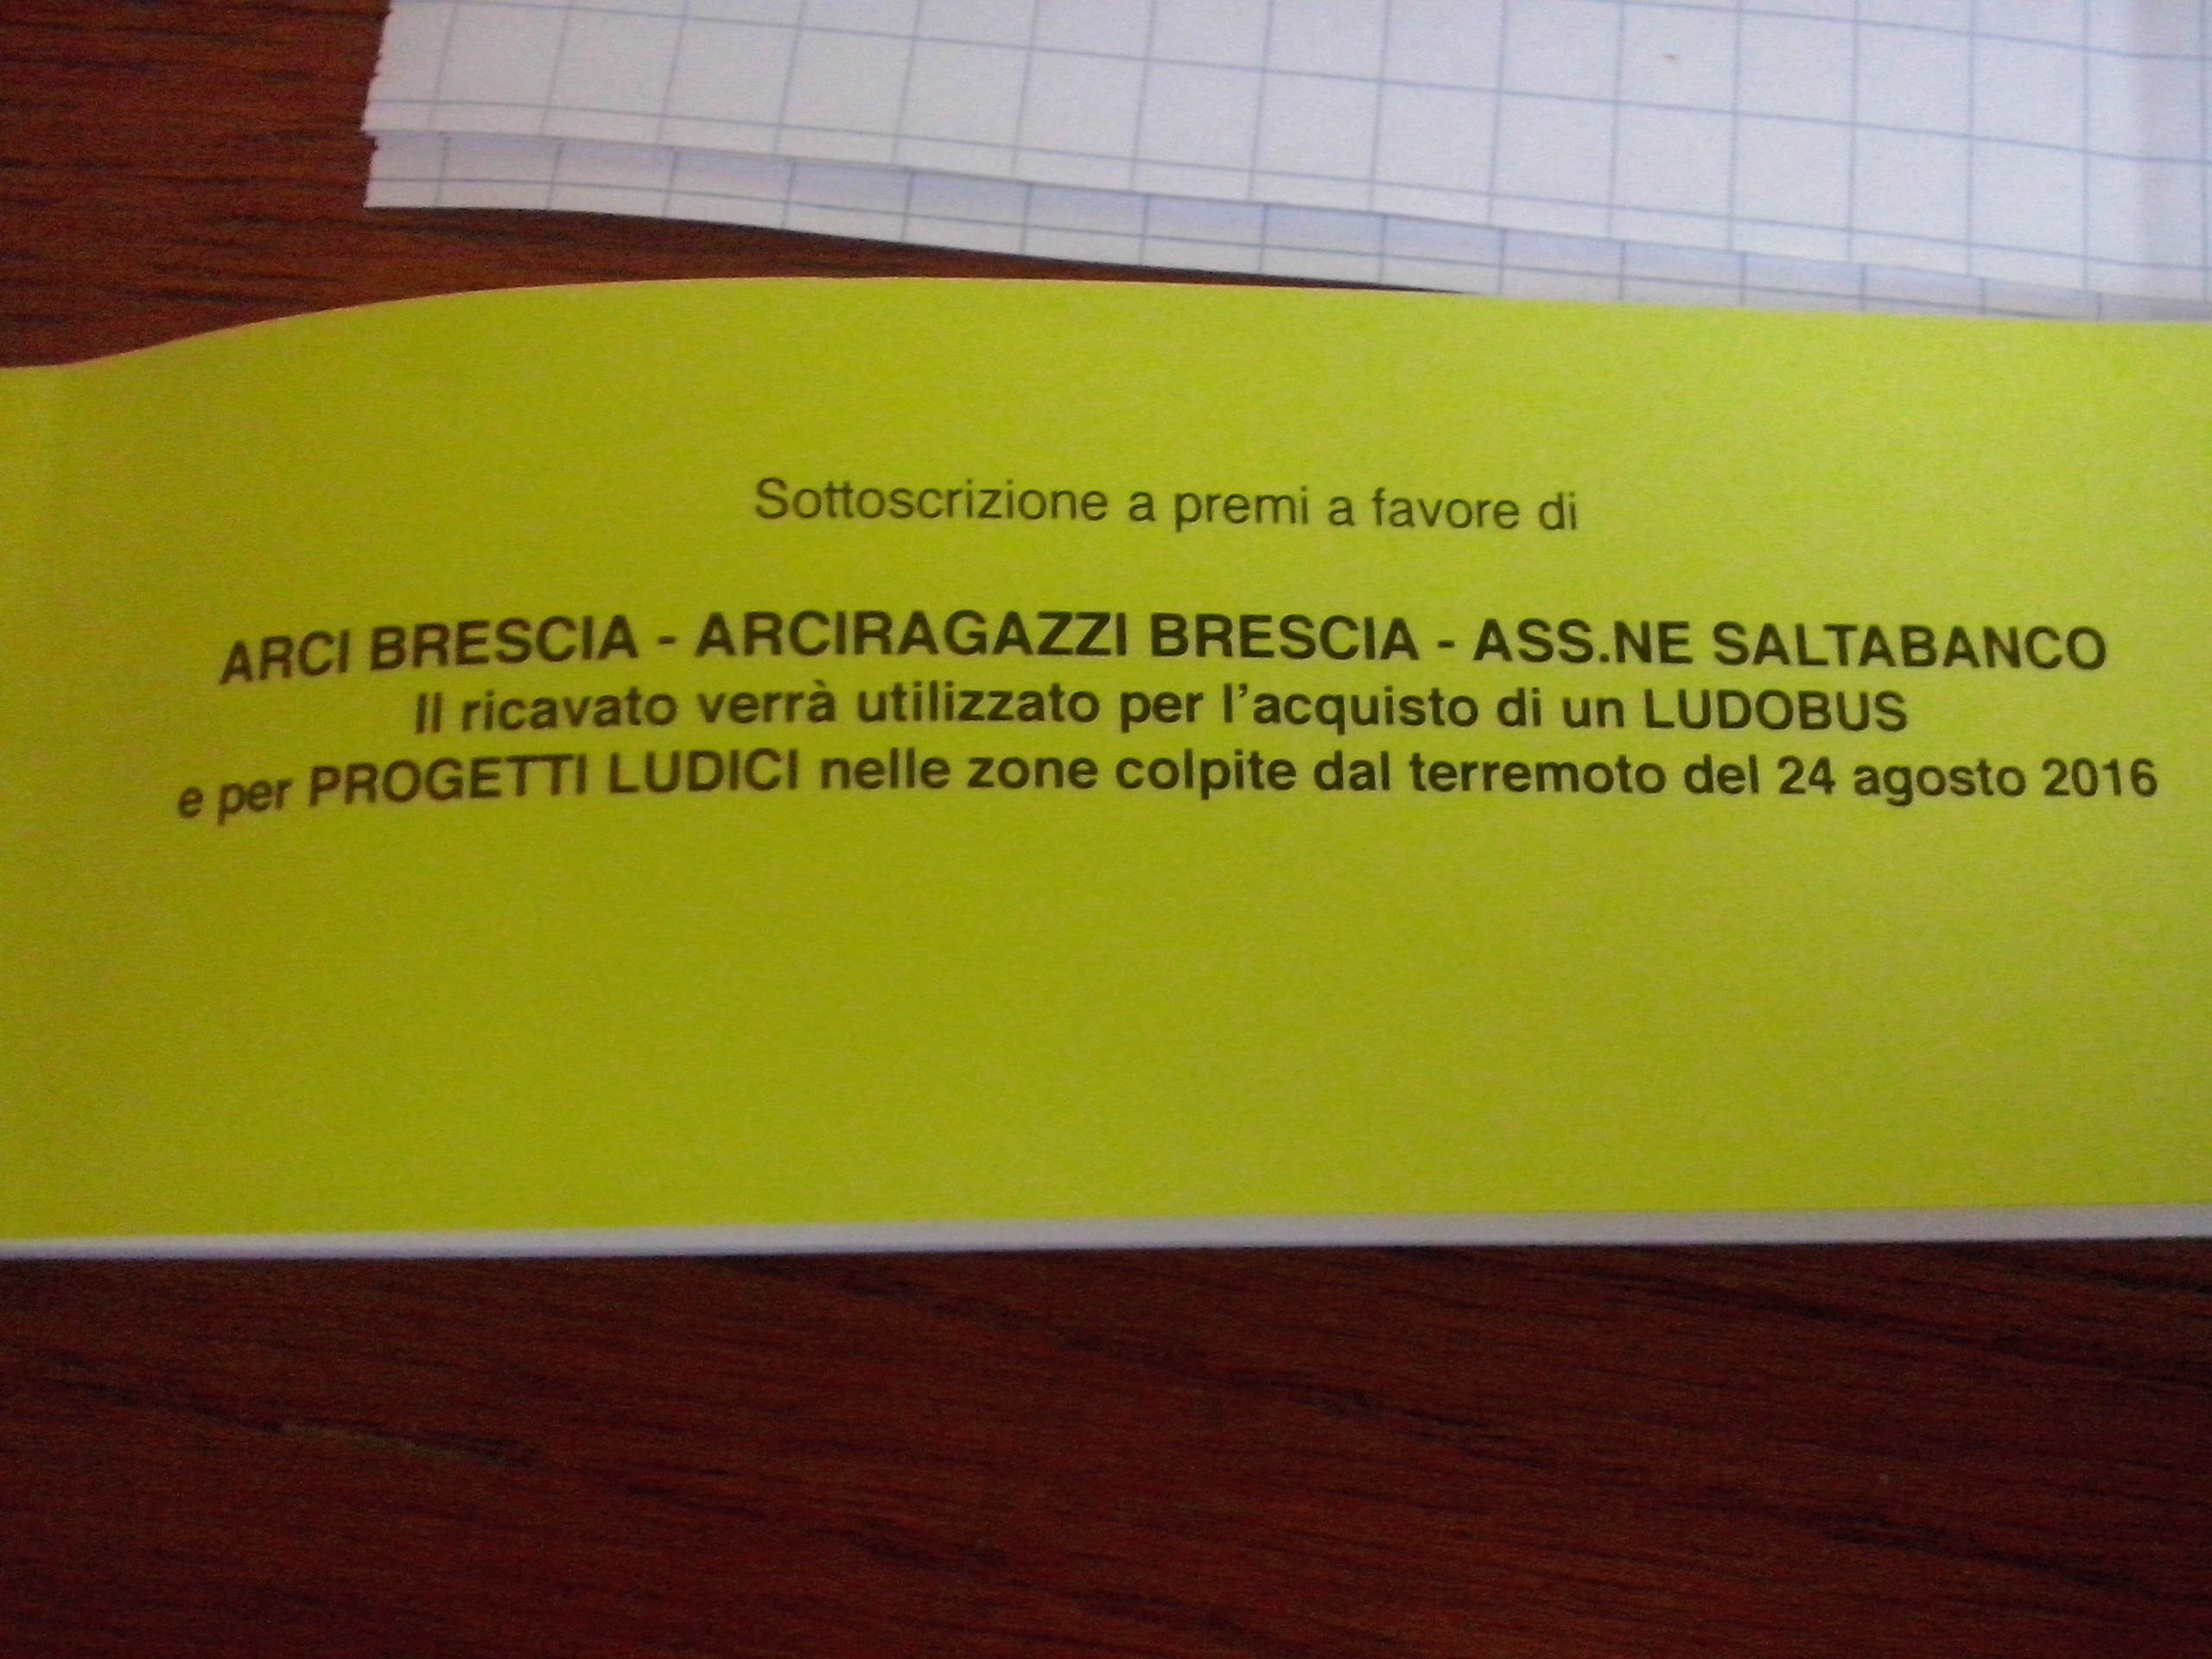 Sottoscrizione a premi a favore di
ARCI BRESCIA - ARCIRAGAZZI BRESCIA - ASS.NE SALTABANCO
Il ricavato verrà utilizzato per l'acquisto di un LUDOBUS
e per PROGETTI LUDICI nelle zone colpite dal terremoto del 24 agosto 2016